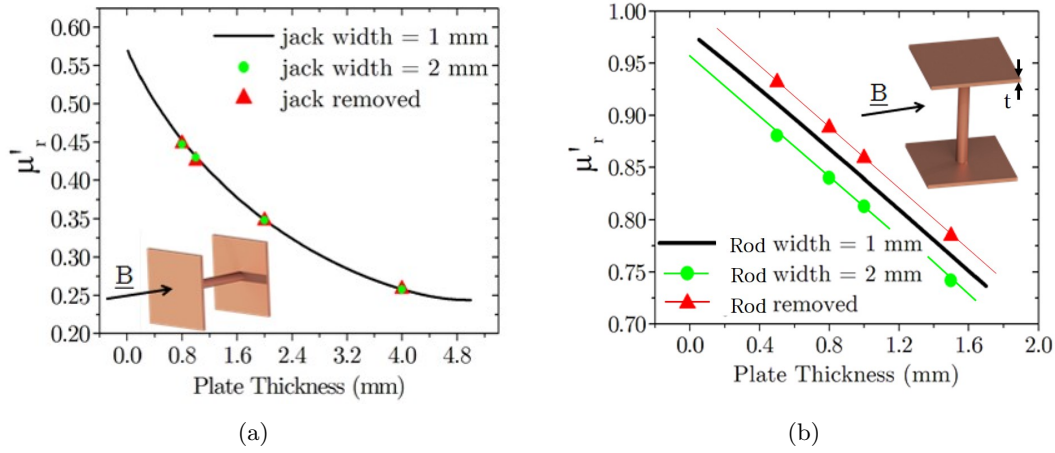 0.60
0.55
0.50
0.45
0.40
0.35
0.30
0.25
0.20
μ'r
jack width = 1 mm
jack width = 2 mm
jack removed
B
0.0 0.8 1.6 2.4 3.2 4.0 4.8
Plate Thickness (mm)
(a)
1.00
0.95
0.90
0.85
0.80
0.75
0.70
μ'r
B
t
Rod width = 1 mm
Rod width = 2 mm
Rod removed
0.0 0.4 0.8 1.2 1.6 2.0
Plate Thickness (mm)
(b)